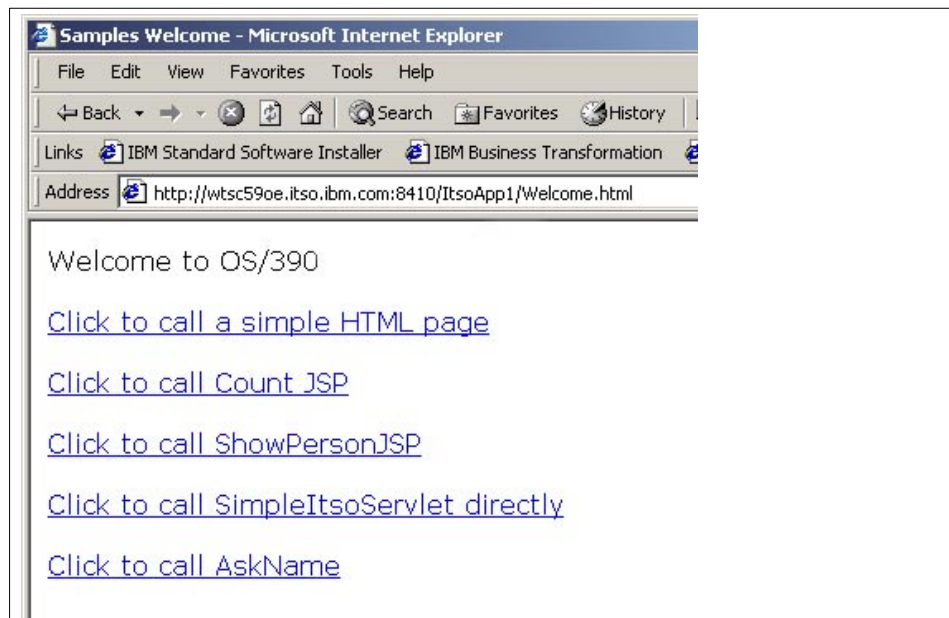 Samples Welcome - Microsoft Internet Explorer
File Edit View Favorites Tools Help
Back Search Favorites History
Links IBM Standard Software Installer IBM Business Transformation
Address http://wtsc59oe.itso.ibm.com:8410/ItsoApp1/Welcome.html
Welcome to OS/390
Click to call a simple HTML page
Click to call Count JSP
Click to call ShowPersonJSP
Click to call SimpleItsoServlet directly
Click to call AskName